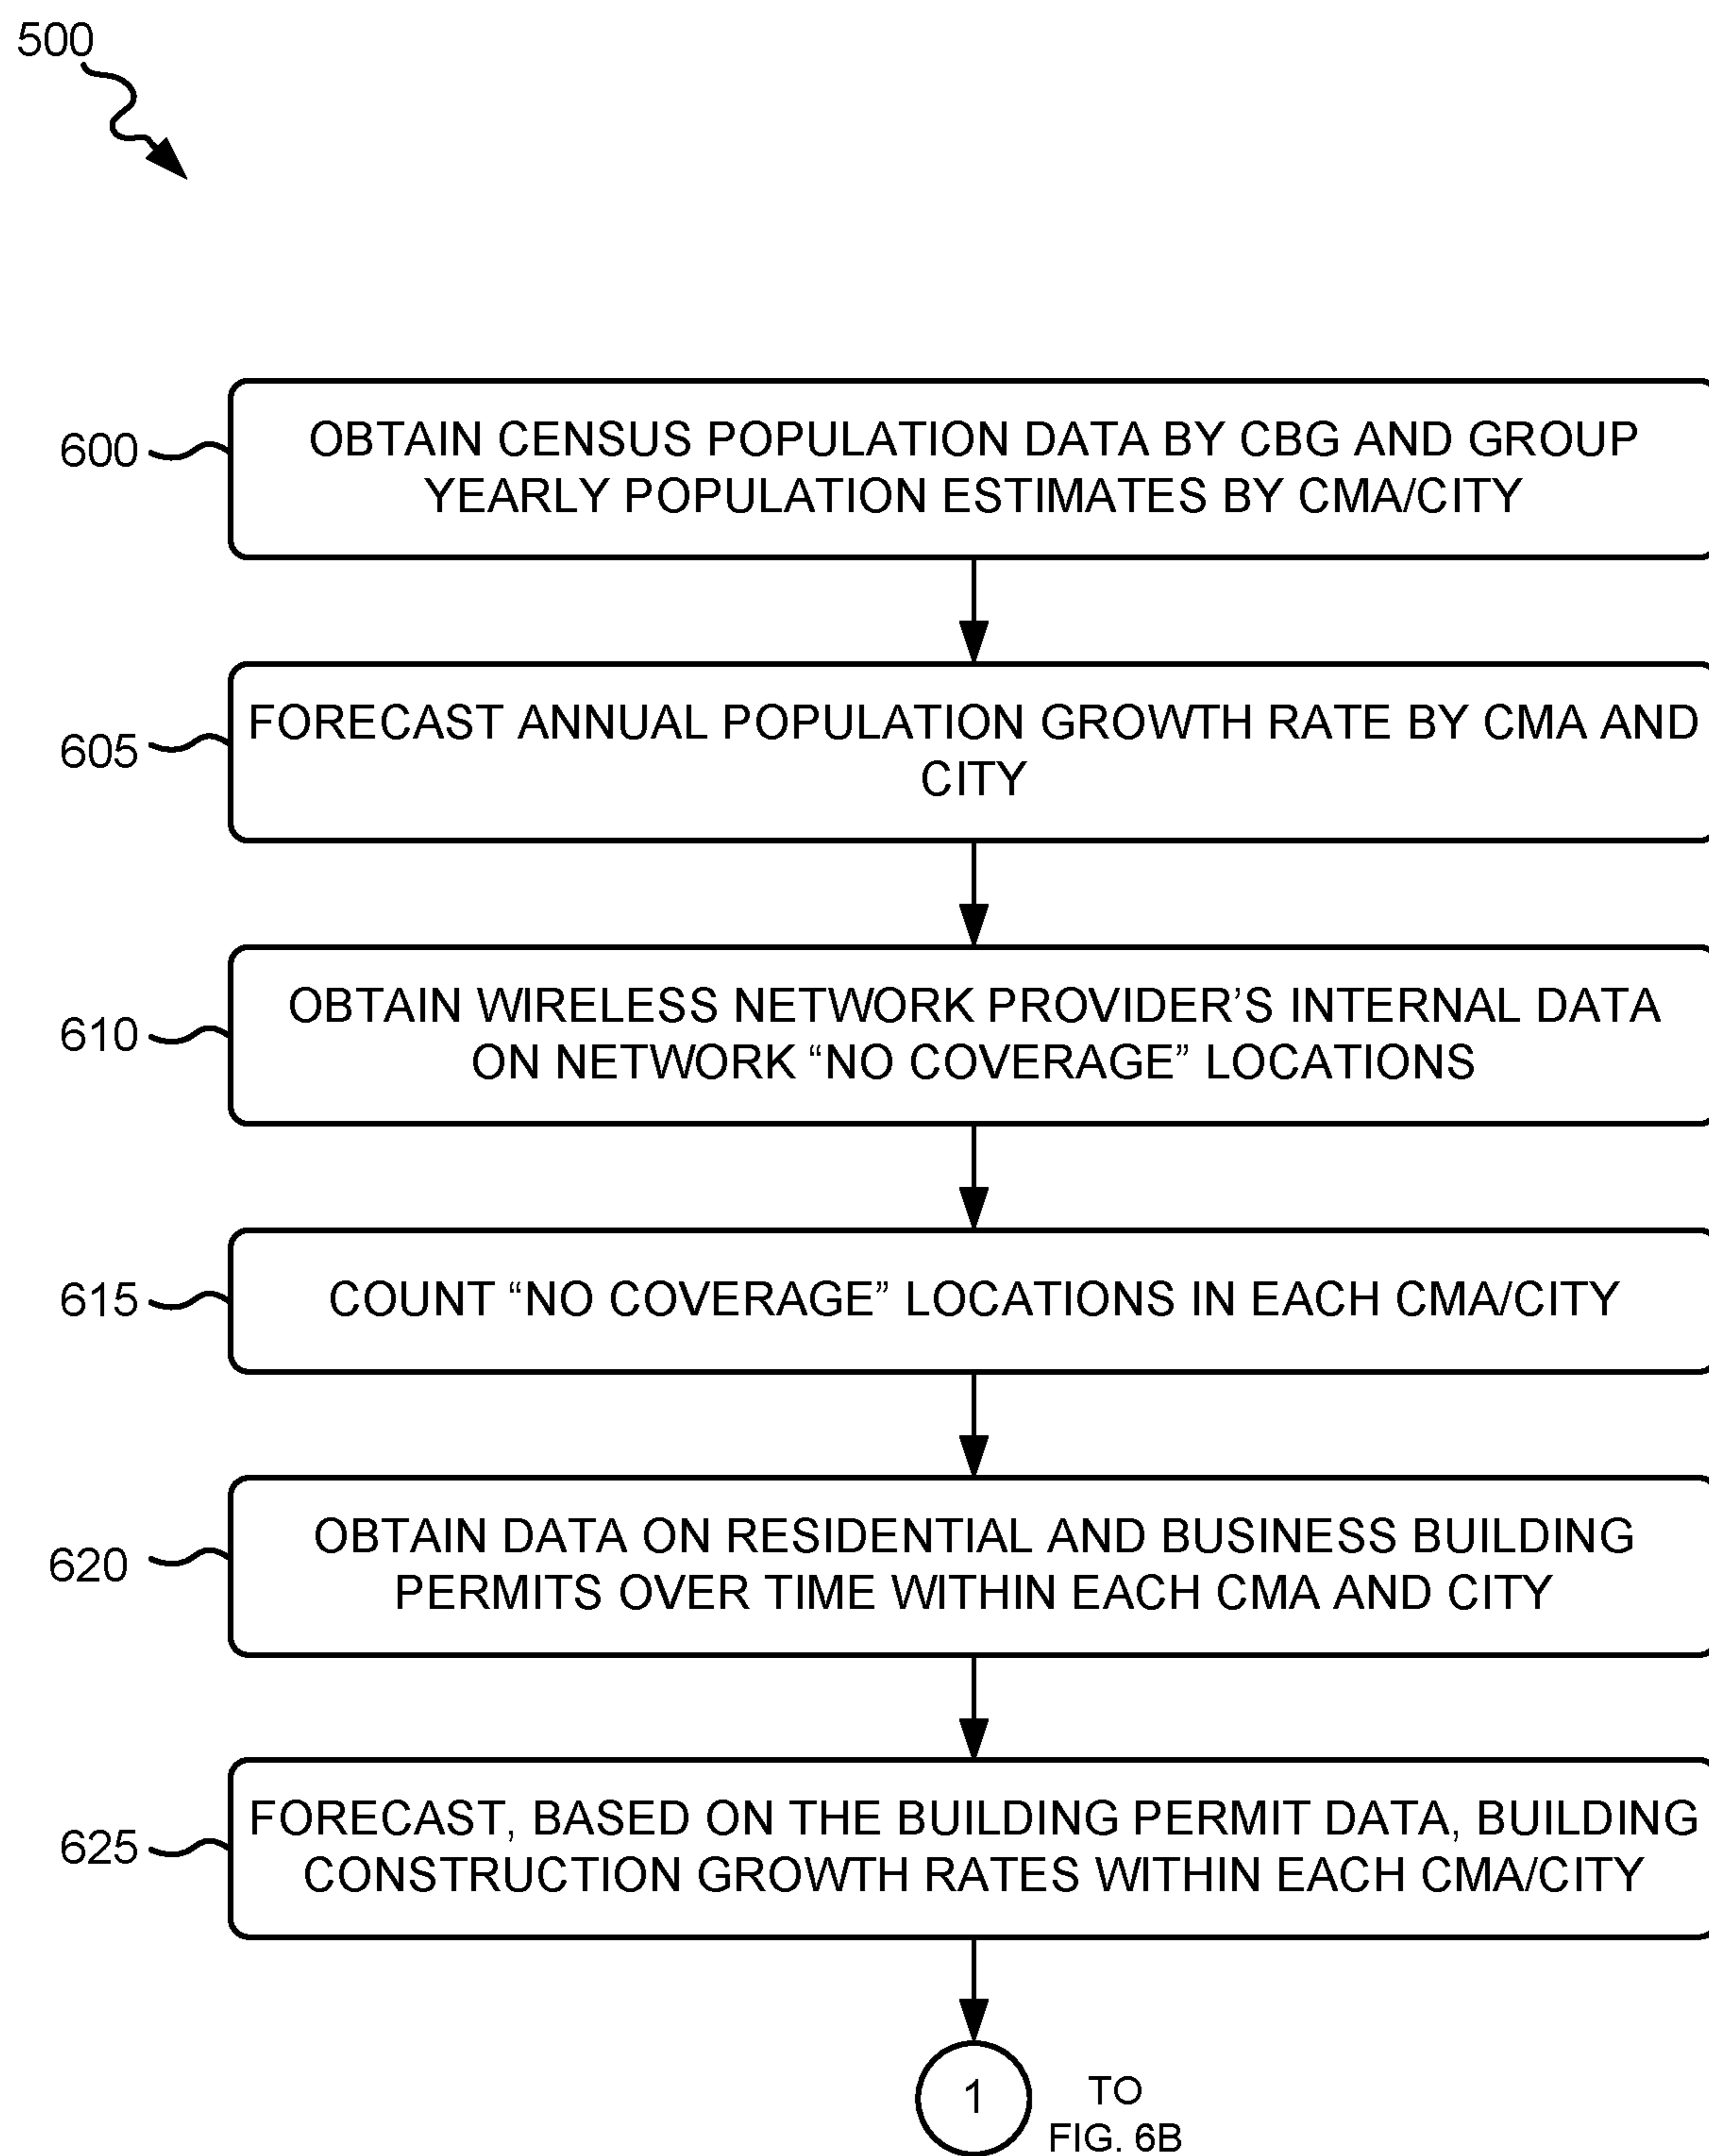 500
600
OBTAIN CENSUS POPULATION DATA BY CBG AND GROUP
YEARLY POPULATION ESTIMATES BY CMA/CITY
605
FORECAST ANNUAL POPULATION GROWTH RATE BY CMA AND
CITY
610
OBTAIN WIRELESS NETWORK PROVIDER’S INTERNAL DATA
ON NETWORK “NO COVERAGE” LOCATIONS
615
COUNT “NO COVERAGE” LOCATIONS IN EACH CMA/CITY
620
OBTAIN DATA ON RESIDENTIAL AND BUSINESS BUILDING
PERMITS OVER TIME WITHIN EACH CMA AND CITY
625
FORECAST, BASED ON THE BUILDING PERMIT DATA, BUILDING
CONSTRUCTION GROWTH RATES WITHIN EACH CMA/CITY
1
TO
FIG. 6B